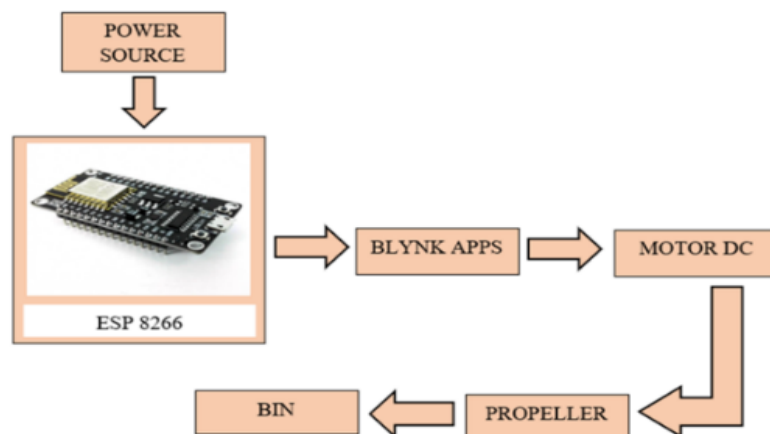 POWER
SOURCE
ESP 8266
BLYNK APPS
MOTOR DC
PROPELLER
BIN